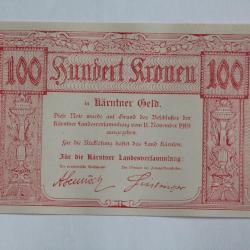 100 Hundert Kronen 100
in Kärntner Geld.
Diese Note wurde auf Grund des Beschlusses der
Kärntner Landesversammlung vom 11. November 1918
ausgegeben.
Für die Einlösung haftet das Land Kärnten.
Für die Kärntner Landesversammlung: